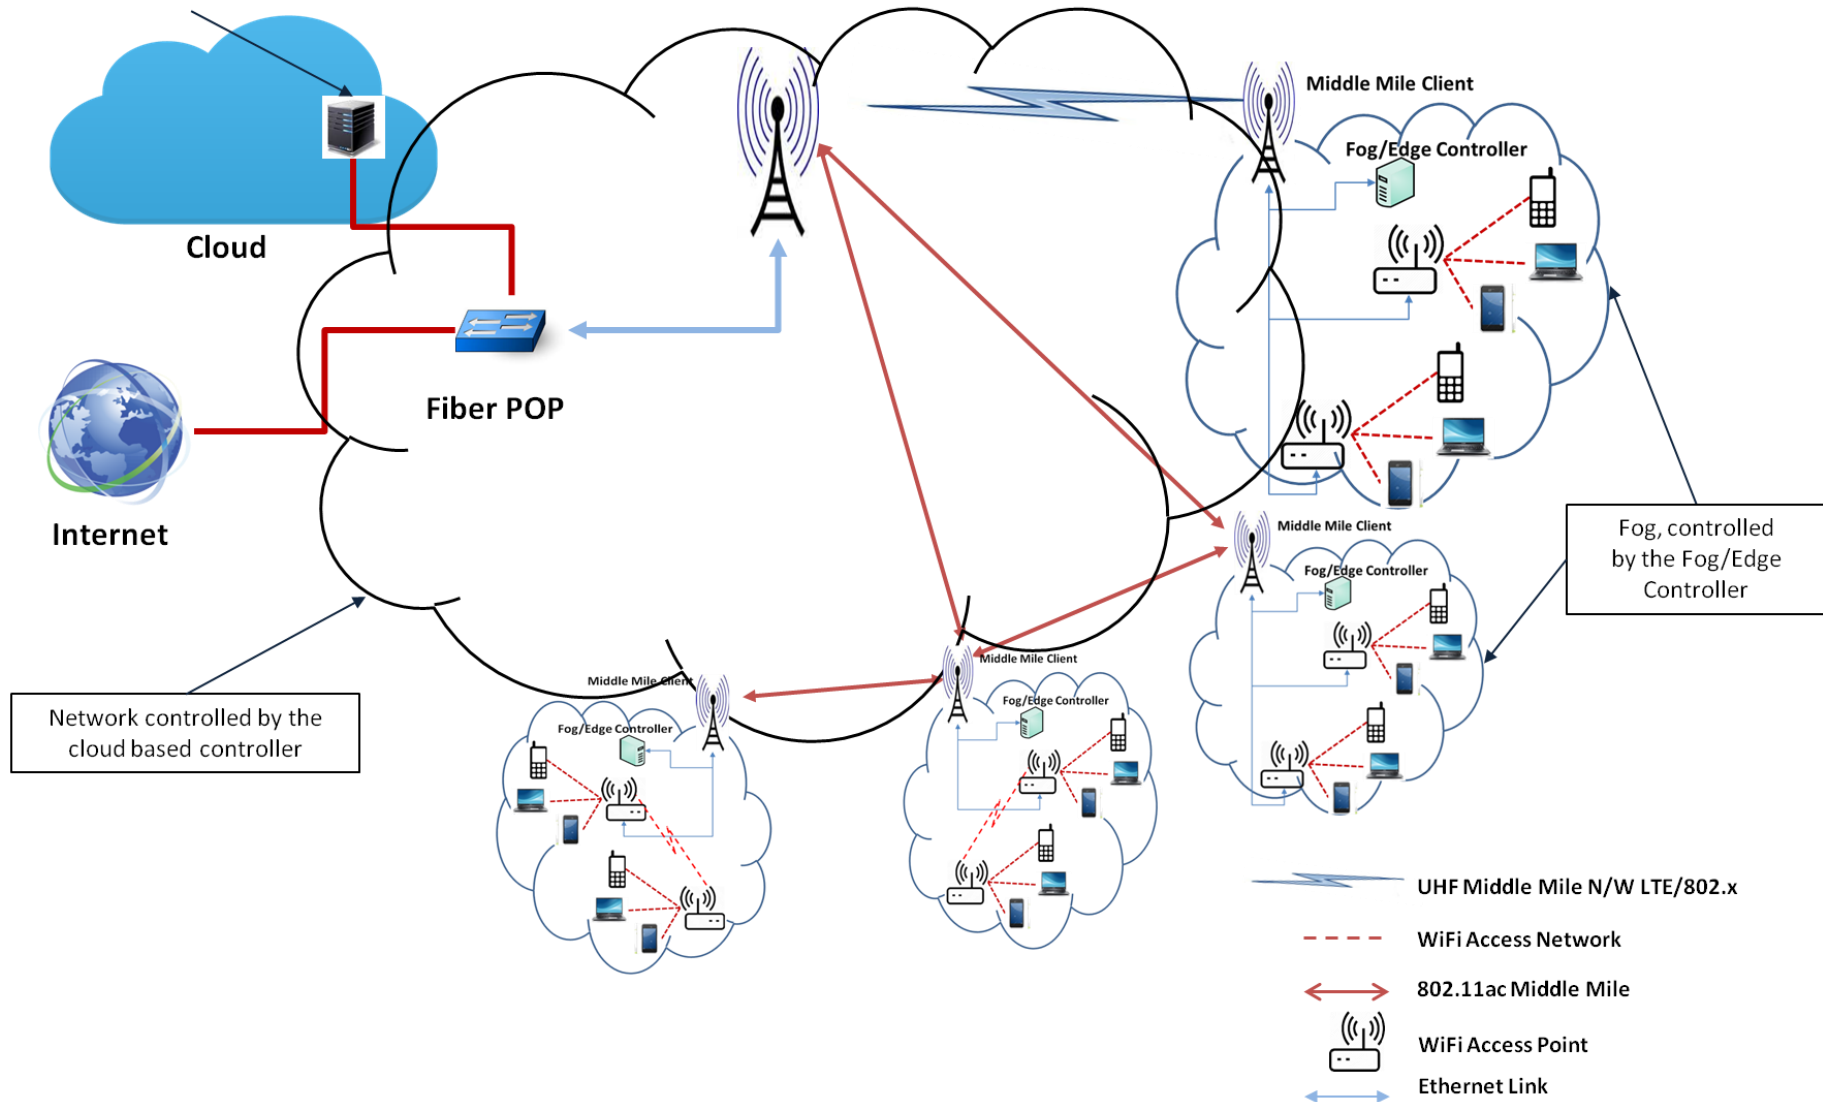 Middle Mile Client
Fog/Edge Controller
Cloud
Fiber POP
Internet
Middle Mile Client
Fog/Edge Controller
Fog, controlled
by the Fog/Edge
Controller
Middle Mile Client
Fog/Edge Controller
Middle Mile Client
Fog/Edge Controller
Network controlled by the
cloud based controller
UHF Middle Mile N/W LTE/802.x
WiFi Access Network
802.11ac Middle Mile
WiFi Access Point
Ethernet Link